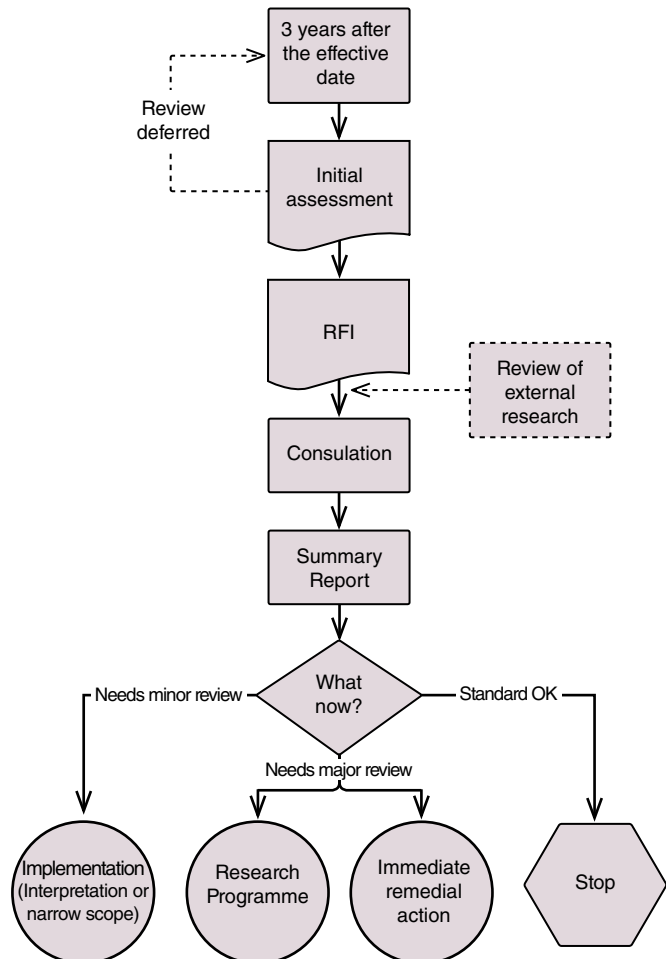 3 years after
the effective
date
Review
deferred
Initial
assessment
RFI
Review of
external
research
Consulation
Summary
Report
What
now?
Needs minor review
Standard OK
Needs major review
Implementation
(Interpretation or
narrow scope)
Research
Programme
Immediate
remedial
action
Stop